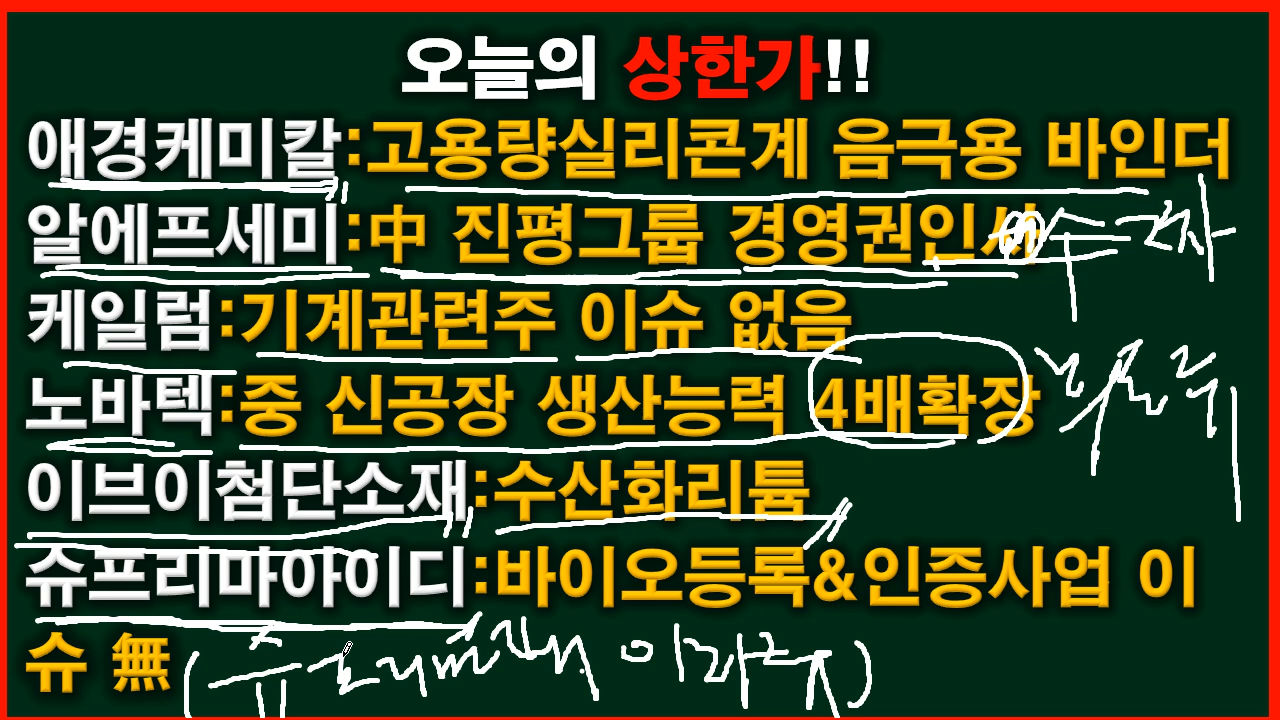 오늘의 상한가!!
애경케미칼:고용량실리콘계 음극용 바인더
알에프세미:中 진평그룹 경영권인수
케일럼:기계관련주 이슈 없음
노바텍:중 신공장 생산능력 4배확장
이브이첨단소재:수산화리튬
슈프리마아이디:바이오등록&인증사업 이
슈 無